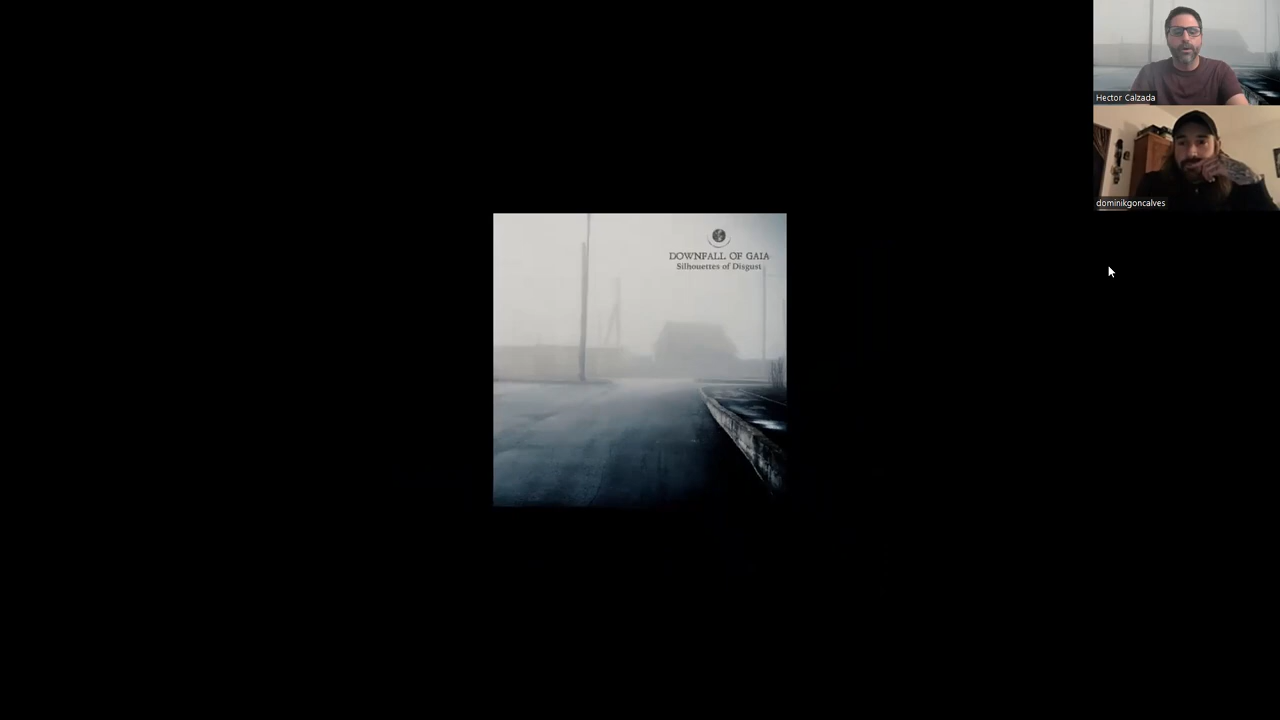 Hector Calzada
dominikgoncalves
DOWNFALL OF GAIA
Silhouettes of Disgust